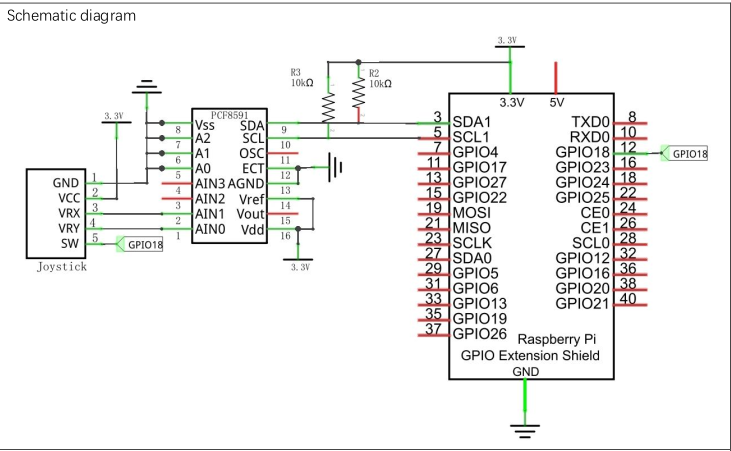 Schematic diagram
3.3V
R3
10kΩ
R2
10kΩ
3.3V
PCF8591
Vss 8
A2 7
A1 6
A0 5
AIN3 4
AIN2 3
AIN1 2
AIN0 1
SDA 9
SCL 10
OSC 11
ECT 12
AGND 13
Vref 14
Vout 15
Vdd 16
3.3V
GND 1
VCC 2
VRX 3
VRY 4
SW 5
GPIO18
Joystick
3.3V 5V
3 SDA1 TXD0 8
5 SCL1 RXD0 10
7 GPIO4 GPIO18 12
GPIO18
11 GPIO17 GPIO23 16
13 GPIO27 GPIO24 18
15 GPIO22 GPIO25 22
19 MOSI CE0 24
21 MISO CE1 26
23 SCLK SCL0 28
27 SDA0 GPIO12 32
29 GPIO5 GPIO16 36
31 GPIO6 GPIO20 38
33 GPIO13 GPIO21 40
35 GPIO19
37 GPIO26
Raspberry Pi
GPIO Extension Shield
GND